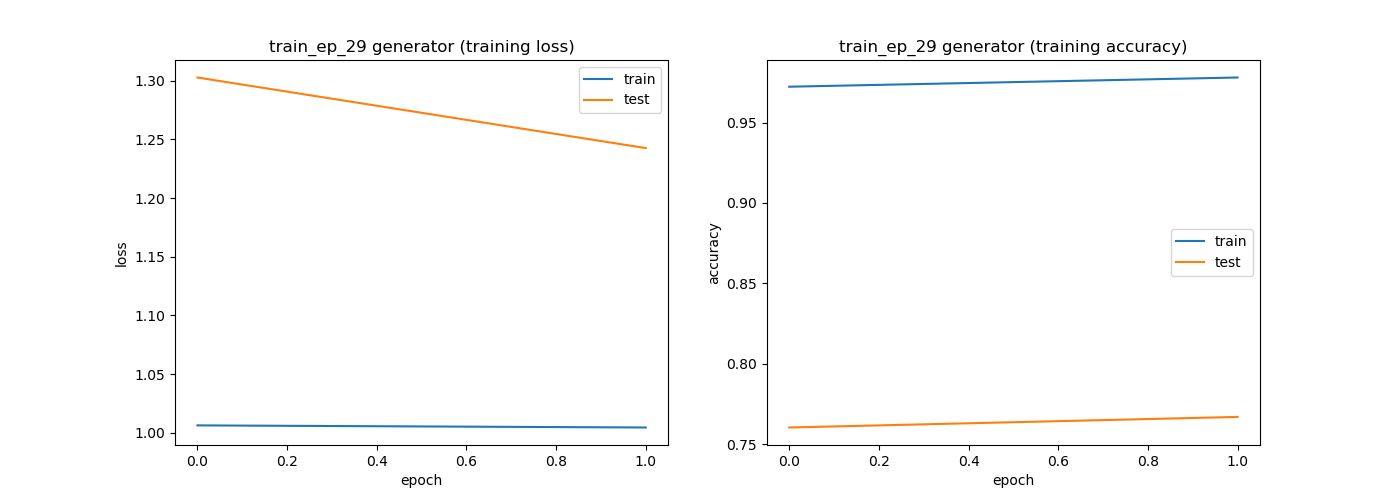 train_ep_29 generator (training loss)
1.30
1.25
1.20
1.15
1.10
1.05
1.00
loss
train
test
0.0 0.2 0.4 0.6 0.8 1.0
epoch
train_ep_29 generator (training accuracy)
0.95
0.90
0.85
0.80
0.75
accuracy
train
test
0.0 0.2 0.4 0.6 0.8 1.0
epoch